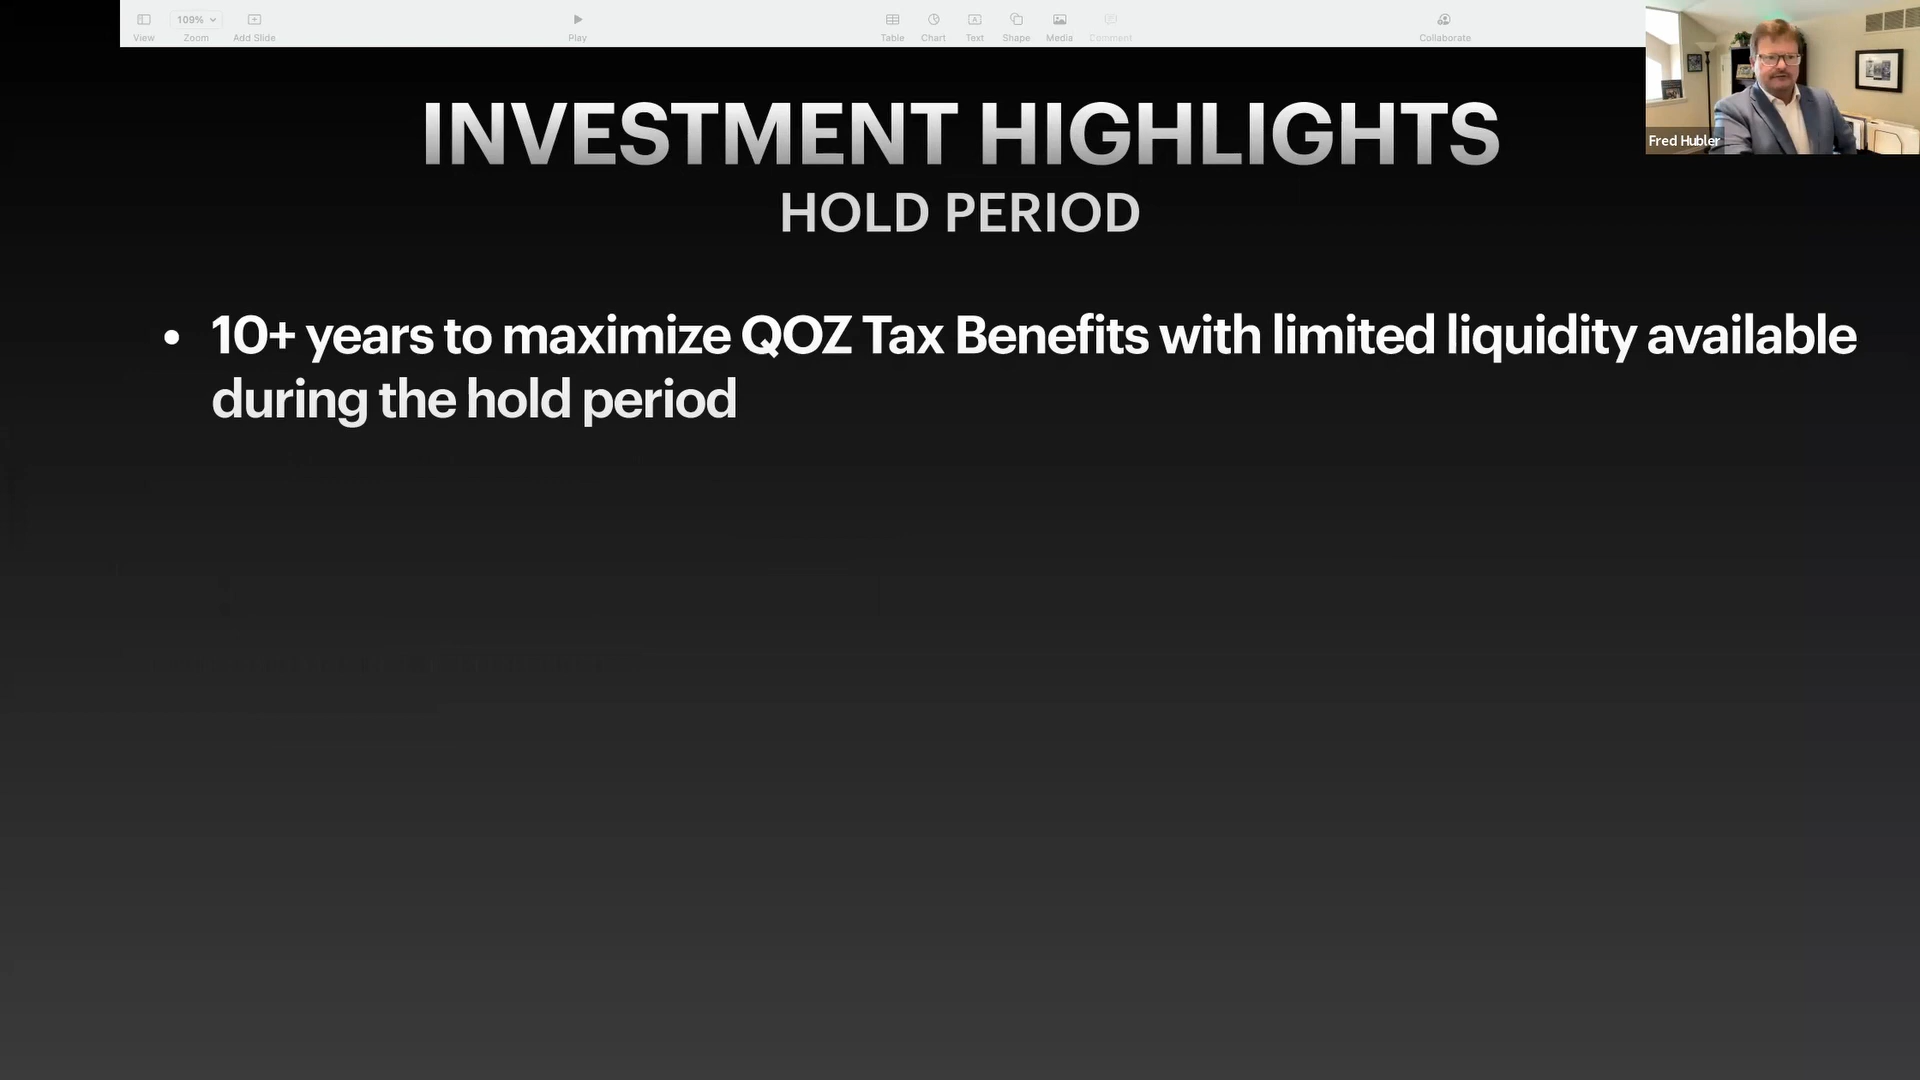 109%
View
Zoom
Add Slide
Play
Table
Chart
Text
Shape
Media
Comment
Collaborate
Fred Hubler
INVESTMENT HIGHLIGHTS
HOLD PERIOD
• 10+ years to maximize QOZ Tax Benefits with limited liquidity available
during the hold period